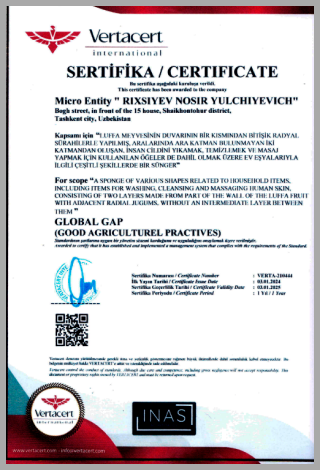 Vertacert
international
SERTİFİKA / CERTIFICATE
Bu sertifika aşağıdaki kuruluşa verildi.
This certificate has been awarded to the company
Micro Entity " RIXSIYEV NOSIR YULCHIYEVICH"
Bogh street, in front of the 15 house, Shaikhontohur district,
Tashkent city, Uzbekistan
Kapsamı için "LUFFA MEYVESİNİN DUVARININ BİR KISMINDAN BİTİŞİK RADYAL
SÜRAHİLERLE YAPILMIŞ, ARALARINDA ARA KATMAN BULUNMAYAN İKİ
KATMANDAN OLUŞAN, İNSAN CİLDİNİ YIKAMAK, TEMİZLEMEK VE MASAJ
YAPMAK İÇİN KULLANILAN ÖĞELER DE DAHİL OLMAK ÜZERE EV EŞYALARIYLA
İLGİLİ ÇEŞİTLİ ŞEKİLLERDE BİR SÜNGER"
For scope "A SPONGE OF VARIOUS SHAPES RELATED TO HOUSEHOLD ITEMS,
INCLUDING ITEMS FOR WASHING, CLEANSING AND MASSAGING HUMAN SKIN,
CONSISTING OF TWO LAYERS MADE FROM PART OF THE WALL OF THE LUFFA FRUIT
WITH ADJACENT RADIAL JUGUMS, WITHOUT AN INTERMEDIATE LAYER BETWEEN
THEM"
GLOBAL GAP
(GOOD AGRICULTUREL PRACTIVES)
Standardının şartlarına uygun bir yönetim sistemi kurduğunu ve uyguladığını onaylamak üzere verilmiştir.
Awarded to certify that it has established and implemented a management system that complies with the requirements of the Standard.
Sertifika Numarası / Certificate Number : VERTA-210444
İlk Yayın Tarihi / Certificate Issue Date : 03.01.2024
Sertifika Geçerlilik Tarihi / Certificate Validity Date : 03.01.2025
Sertifika Periyodu / Certificate Period : 1 Yıl / 1 Year
Vertacert
International
INAS
www.vertacert.com - info@vertacert.com